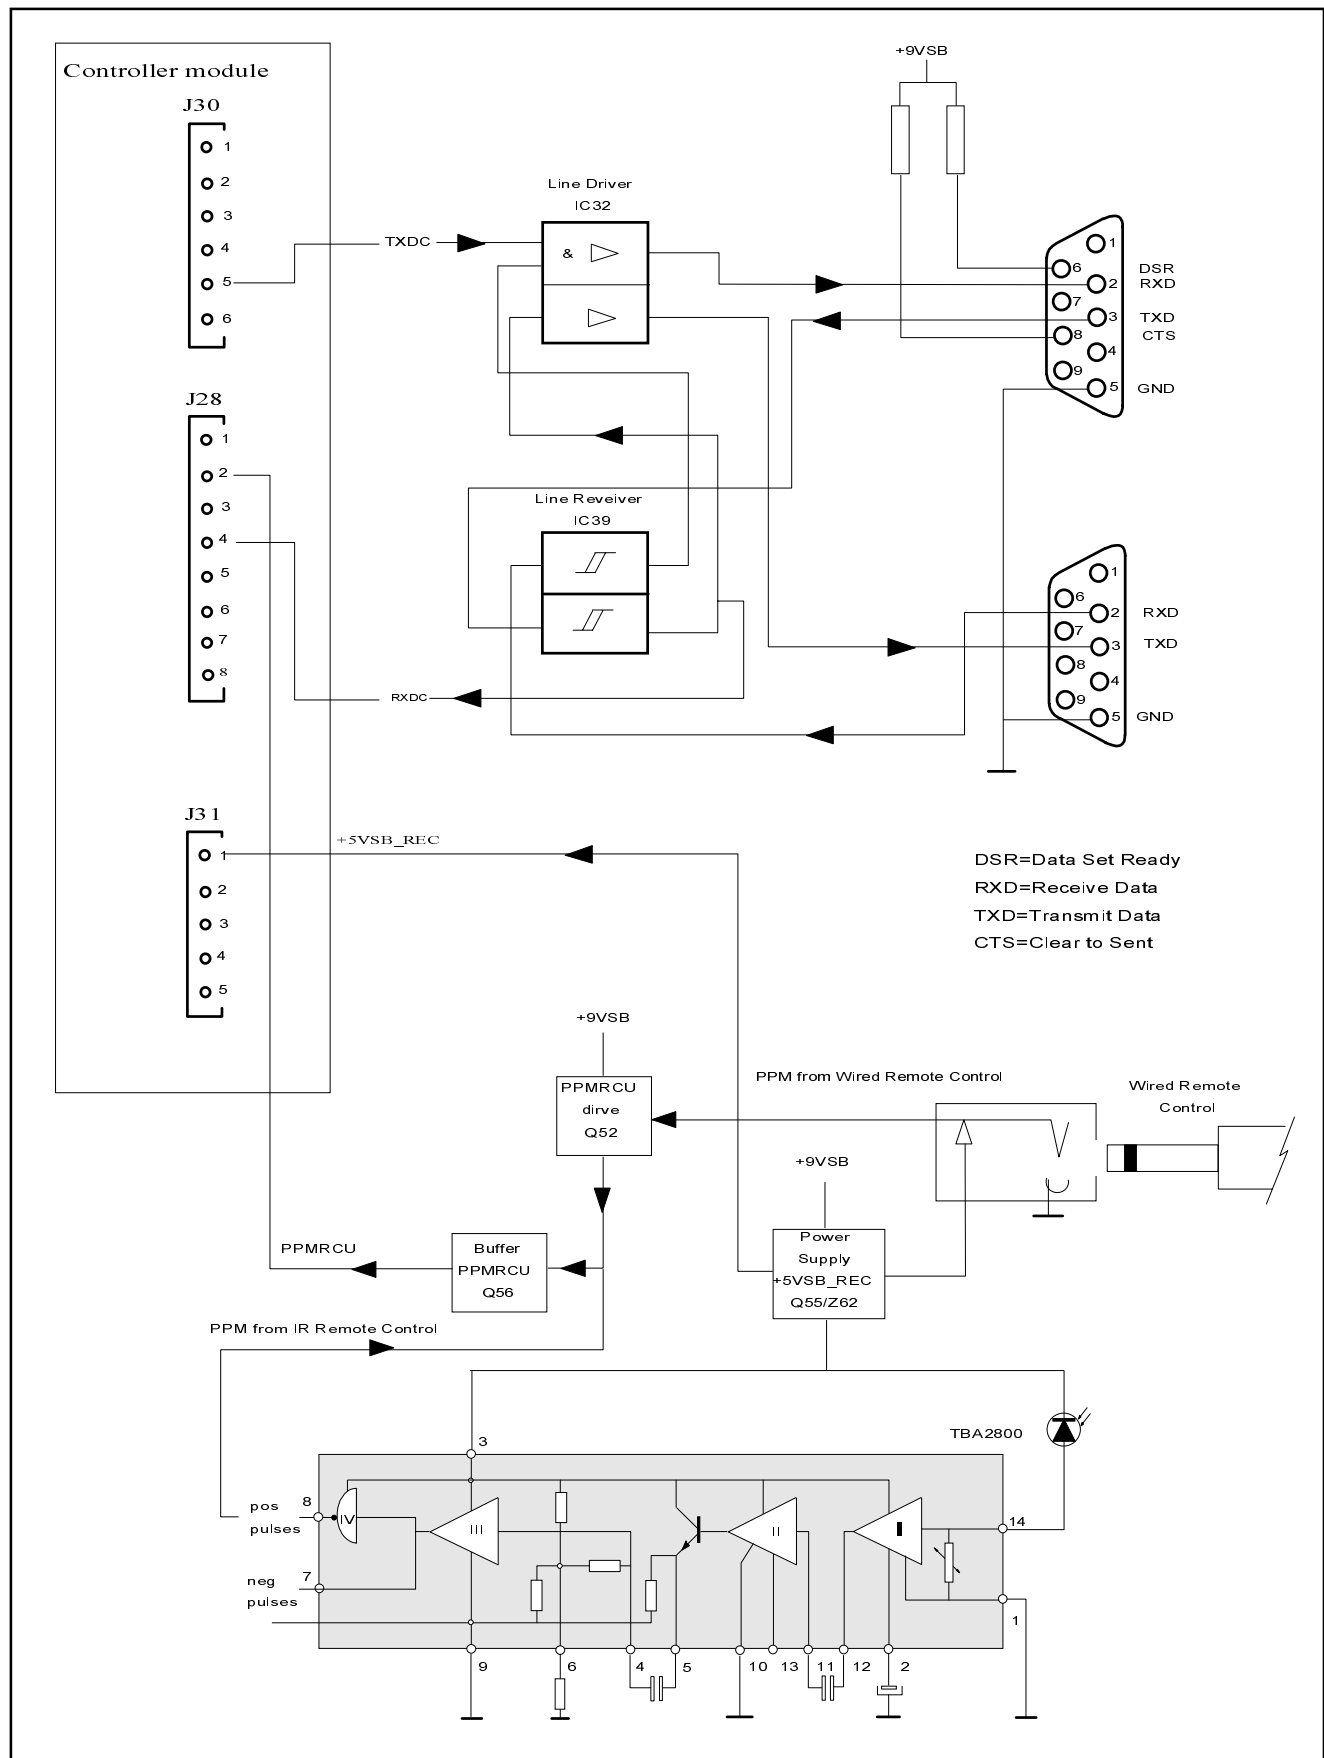 Controller module
J30
1
2
3
4
5
6
TXDC
Line Driver
IC32
&
+9VSB
1
6
DSR
2
RXD
7
3
TXD
8
CTS
4
9
5
GND
J28
1
2
3
4
5
6
7
8
Line Reveiver
IC39
RXDC
1
6
2
RXD
7
3
TXD
8
4
9
5
GND
J31
1
2
3
4
5
+5VSB_REC
DSR=Data Set Ready
RXD=Receive Data
TXD=Transmit Data
CTS=Clear to Sent
+9VSB
PPMRCU
dirve
Q52
PPM from Wired Remote Control
Wired Remote
Control
+9VSB
Power
Supply
+5VSB_REC
Q55/Z62
PPMRCU
Buffer
PPMRCU
Q56
PPM from IR Remote Control
TBA2800
3
pos
pulses
8
IV
III
II
I
14
neg
pulses
7
1
9
6
4
5
10
13
11
12
2